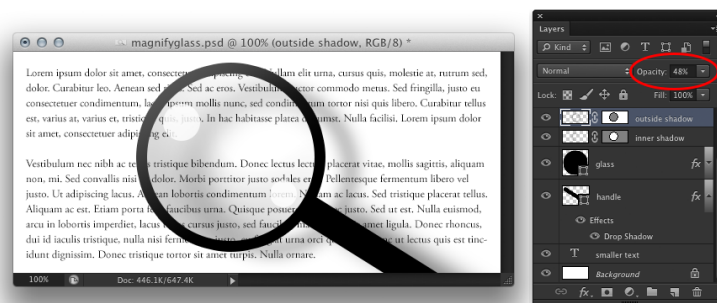 magnifyglass.psd @ 100% (outside shadow, RGB/8) *
Lorem ipsum dolor sit amet, consectetuer adipiscing elit. Nullam elit urna, cursus quis, molestie at, rutrum sed,
dolor. Curabitur leo. Aenean sed Sed ac eros. Vestibulum auctor commodo metus. Sed fringilla, justo eu
consectetuer condimentum, ipsum mollis nunc, sed condimentum tortor nisi quis libero. Curabitur tellus
est, varius at, varius et, tristique quis, justo. In hac habitasse platea dictumst. Nulla facilisi. Lorem ipsum dolor
sit amet, consectetuer adipiscing elit.
Vestibulum nec nibh ac tellus tristique bibendum. Donec lectus lectus, placerat vitae, mollis sagittis, aliquam
non, mi. Sed convallis nisi dolor. Morbi porttitor justo sodales Pellentesque fermentum libero vel
justo. Ut adipiscing lacus. Aenean lobortis condimentum lorem. Nullam ac lacus. Sed tristique placerat tellus.
Aliquam ac est. Etiam porta faucibus urna. Quisque posuere justo. Sed ut est. Nulla euismod,
arcu in lobortis imperdiet, lacus cursus justo, sed faucibus amet ligula. Donec rhoncus,
dui id iaculis tristique, nulla nisi urna orci ut lectus quis est tinc-
idunt dignissim. Donec tristique tortor sit amet turpis. Nulla ornare.
100% Doc: 446.1K/647.4K
Layers
Kind
Normal Opacity: 48%
Lock: Fill: 100%
outside shadow
inner shadow
glass fx
handle fx
Effects
Drop Shadow
T smaller text
Background
fx.